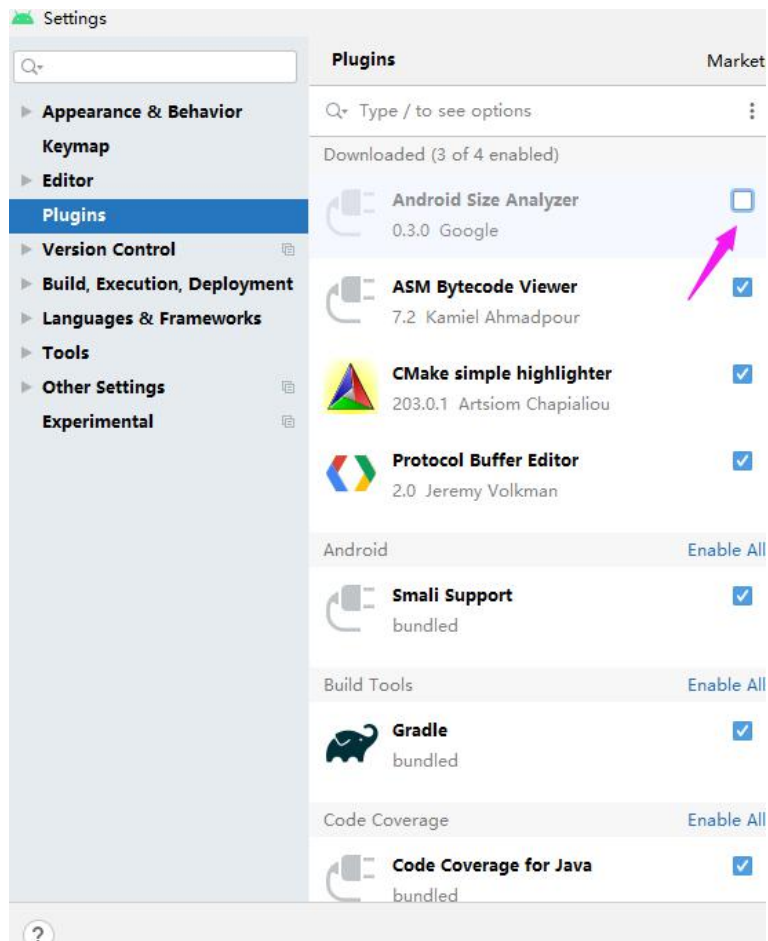 Settings
Plugins
Market
Type / to see options
Appearance & Behavior
Keymap
Editor
Plugins
Version Control
Build, Execution, Deployment
Languages & Frameworks
Tools
Other Settings
Experimental
Downloaded (3 of 4 enabled)
Android Size Analyzer
0.3.0 Google
ASM Bytecode Viewer
7.2 Kamiel Ahmadpour
CMake simple highlighter
203.0.1 Artsiom Chapialiou
Protocol Buffer Editor
2.0 Jeremy Volkman
Android Enable All
Smali Support
bundled
Build Tools Enable All
Gradle
bundled
Code Coverage Enable All
Code Coverage for Java
bundled
?